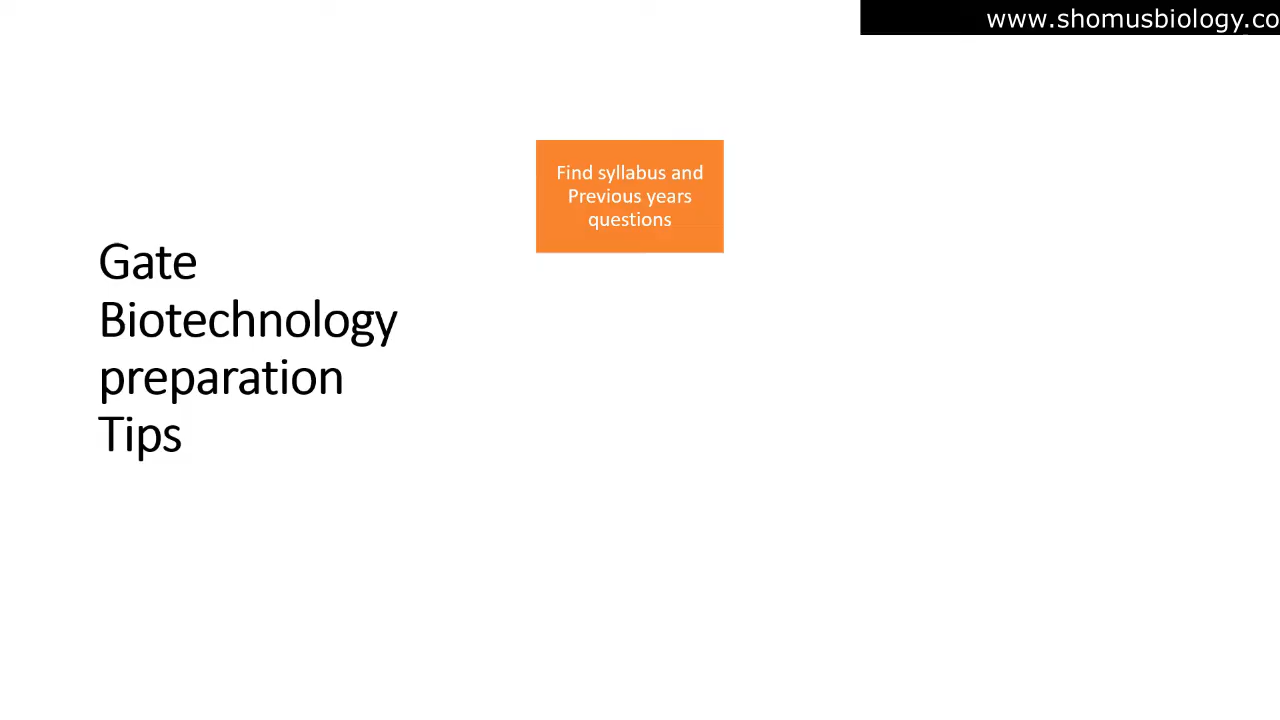 www.shomusbiology.co
Find syllabus and
Previous years
questions
Gate
Biotechnology
preparation
Tips